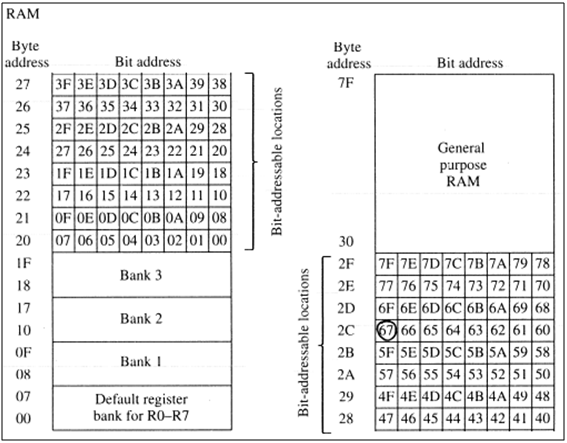 RAM
Byte
address
Bit address
27 3F 3E 3D 3C 3B 3A 39 38
26 37 36 35 34 33 32 31 30
25 2F 2E 2D 2C 2B 2A 29 28
24 27 26 25 24 23 22 21 20
23 1F 1E 1D 1C 1B 1A 19 18
22 17 16 15 14 13 12 11 10
21 0F 0E 0D 0C 0B 0A 09 08
20 07 06 05 04 03 02 01 00
Bit-addressable locations
1F
Bank 3
18
17
Bank 2
10
0F
Bank 1
08
07
Default register
bank for R0–R7
00
Byte
address
Bit address
7F
General
purpose
RAM
30
2F 7F 7E 7D 7C 7B 7A 79 78
2E 77 76 75 74 73 72 71 70
2D 6F 6E 6D 6C 6B 6A 69 68
2C 67 66 65 64 63 62 61 60
2B 5F 5E 5D 5C 5B 5A 59 58
2A 57 56 55 54 53 52 51 50
29 4F 4E 4D 4C 4B 4A 49 48
28 47 46 45 44 43 42 41 40
Bit-addressable locations